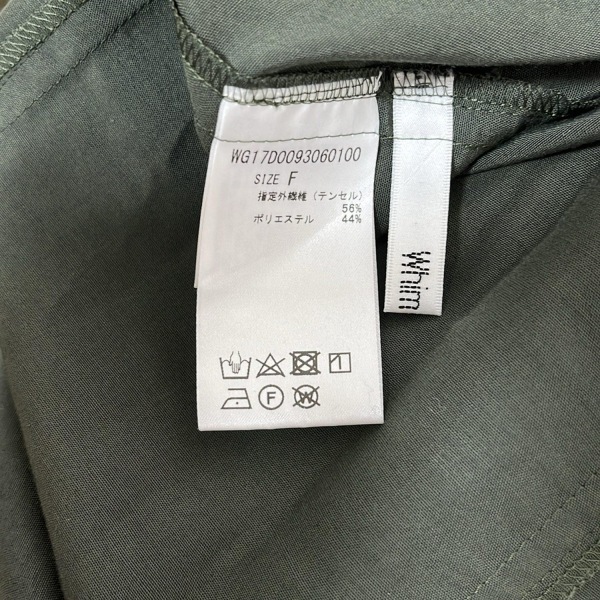 WG17D0093060100
SIZE F
指定外繊維(テンセル)
56%
ポリエステル 44%
F
W
Whim